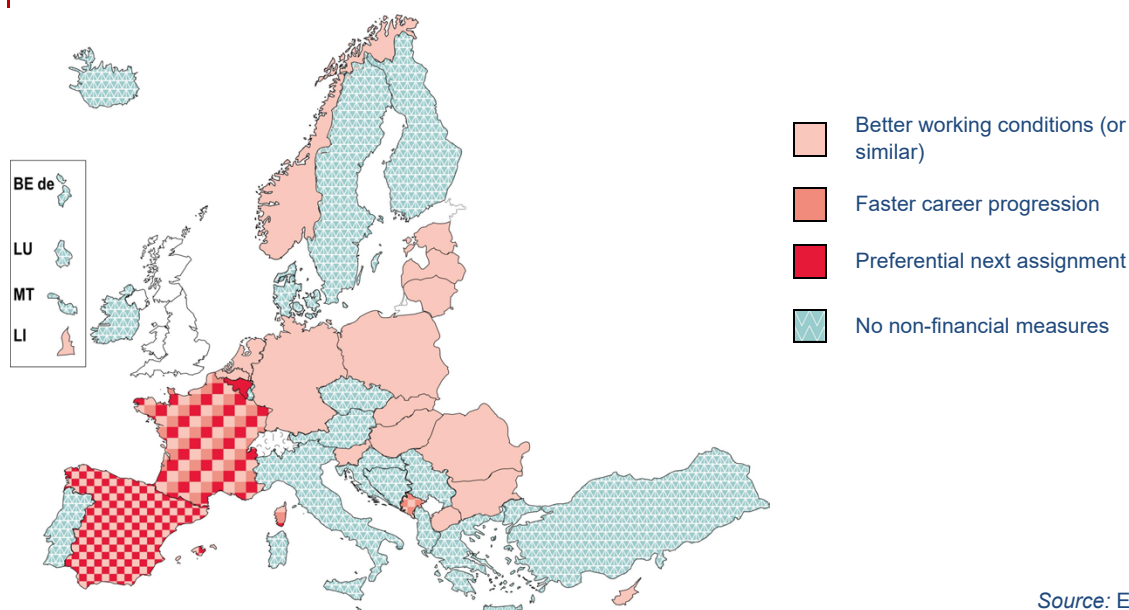 BE de
LU
MT
LI
Better working conditions (or
similar)
Faster career progression
Preferential next assignment
No non-financial measures
Source: E